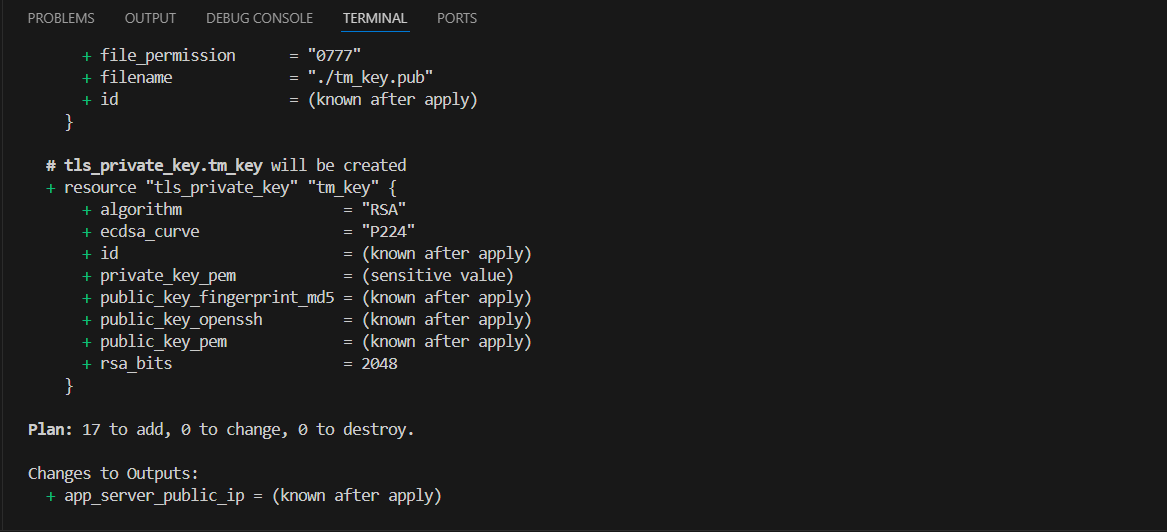 PROBLEMS OUTPUT DEBUG CONSOLE TERMINAL PORTS
+ file_permission = "0777"
+ filename = "./tm_key.pub"
+ id = (known after apply)
}
# tls_private_key.tm_key will be created
+ resource "tls_private_key" "tm_key" {
+ algorithm = "RSA"
+ ecdsa_curve = "P224"
+ id = (known after apply)
+ private_key_pem = (sensitive value)
+ public_key_fingerprint_md5 = (known after apply)
+ public_key_openssh = (known after apply)
+ public_key_pem = (known after apply)
+ rsa_bits = 2048
}
Plan: 17 to add, 0 to change, 0 to destroy.
Changes to Outputs:
+ app_server_public_ip = (known after apply)